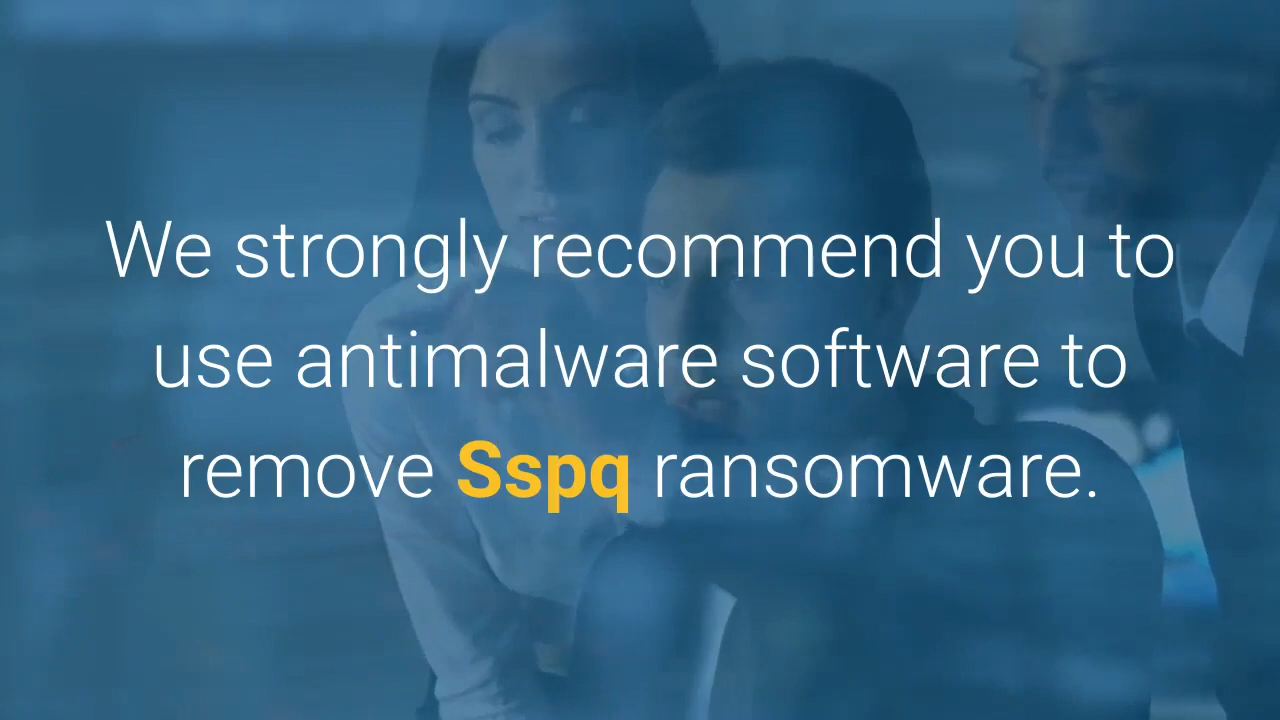 We strongly recommend you to
use antimalware software to
remove Sspq ransomware.